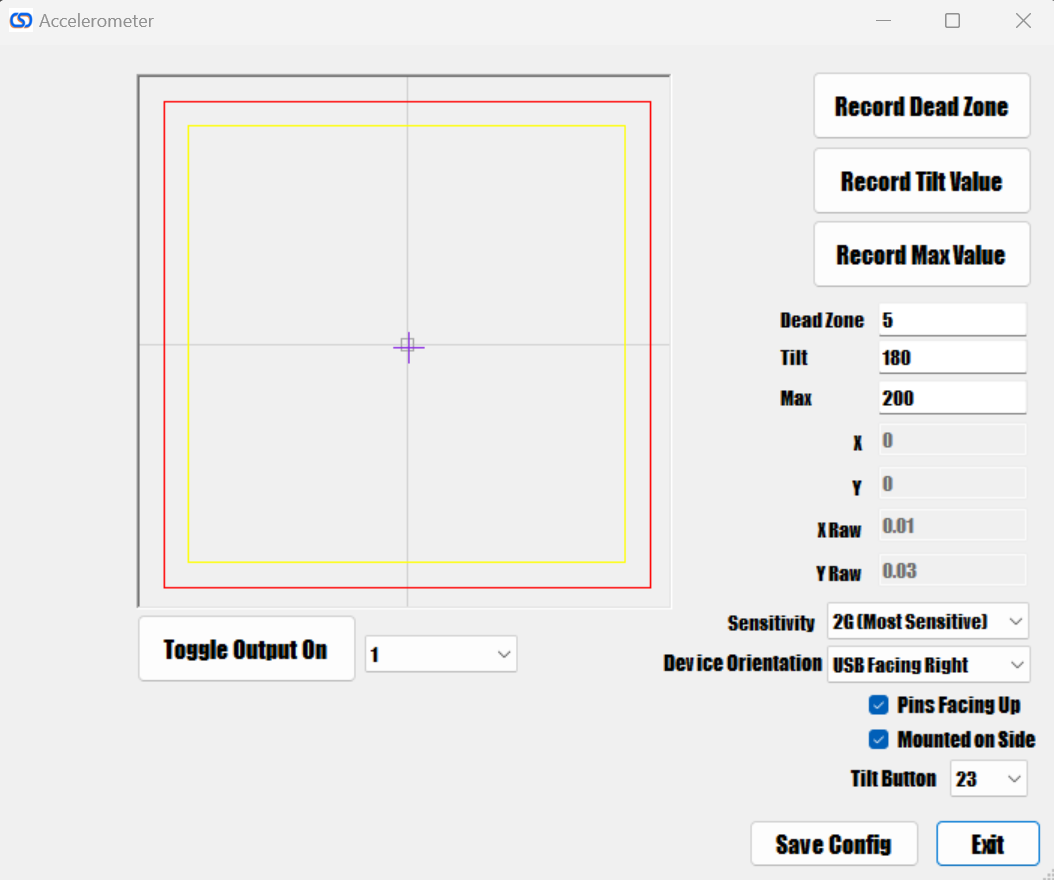 Accelerometer
Record Dead Zone
Record Tilt Value
Record Max Value
Dead Zone 5
Tilt 180
Max 200
X 0
Y 0
X Raw 0.01
Y Raw 0.03
Toggle Output On 1
Sensitivity 2G (Most Sensitive)
Device Orientation USB Facing Right
Pins Facing Up
Mounted on Side
Tilt Button 23
Save Config Exit